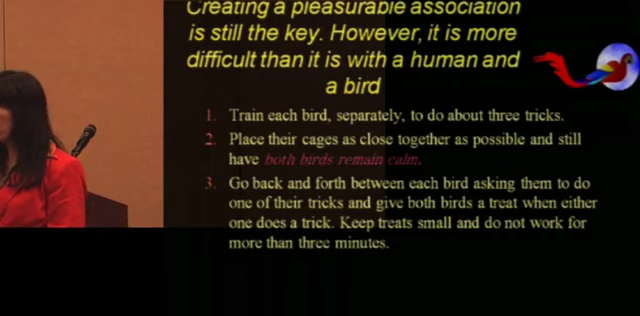 Creating a pleasurable association
is still the key. However, it is more
difficult than it is with a human and
a bird
1. Train each bird, separately, to do about three tricks.
2. Place their cages as close together as possible and still
have both birds remain calm.
3. Go back and forth between each bird asking them to do
one of their tricks and give both birds a treat when either
one does a trick. Keep treats small and do not work for
more than three minutes.